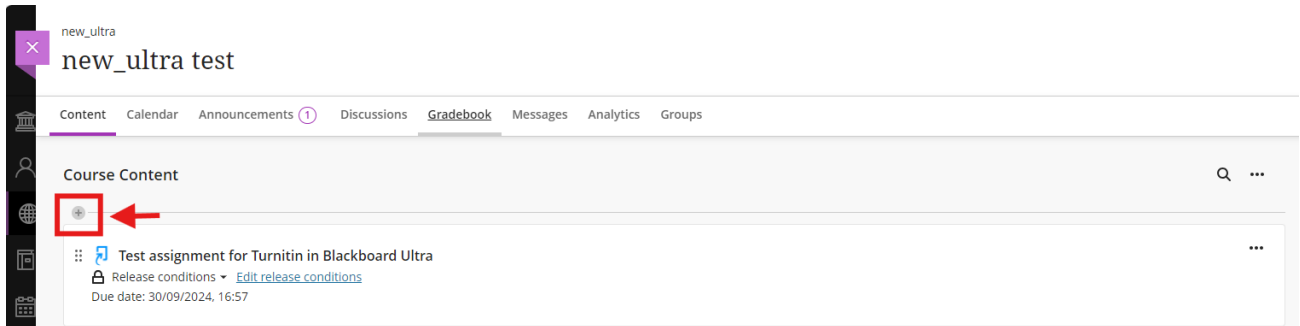 new_ultra
new_ultra test
Content Calendar Announcements 1 Discussions Gradebook Messages Analytics Groups
Course Content
Test assignment for Turnitin in Blackboard Ultra
Release conditions Edit release conditions
Due date: 30/09/2024, 16:57